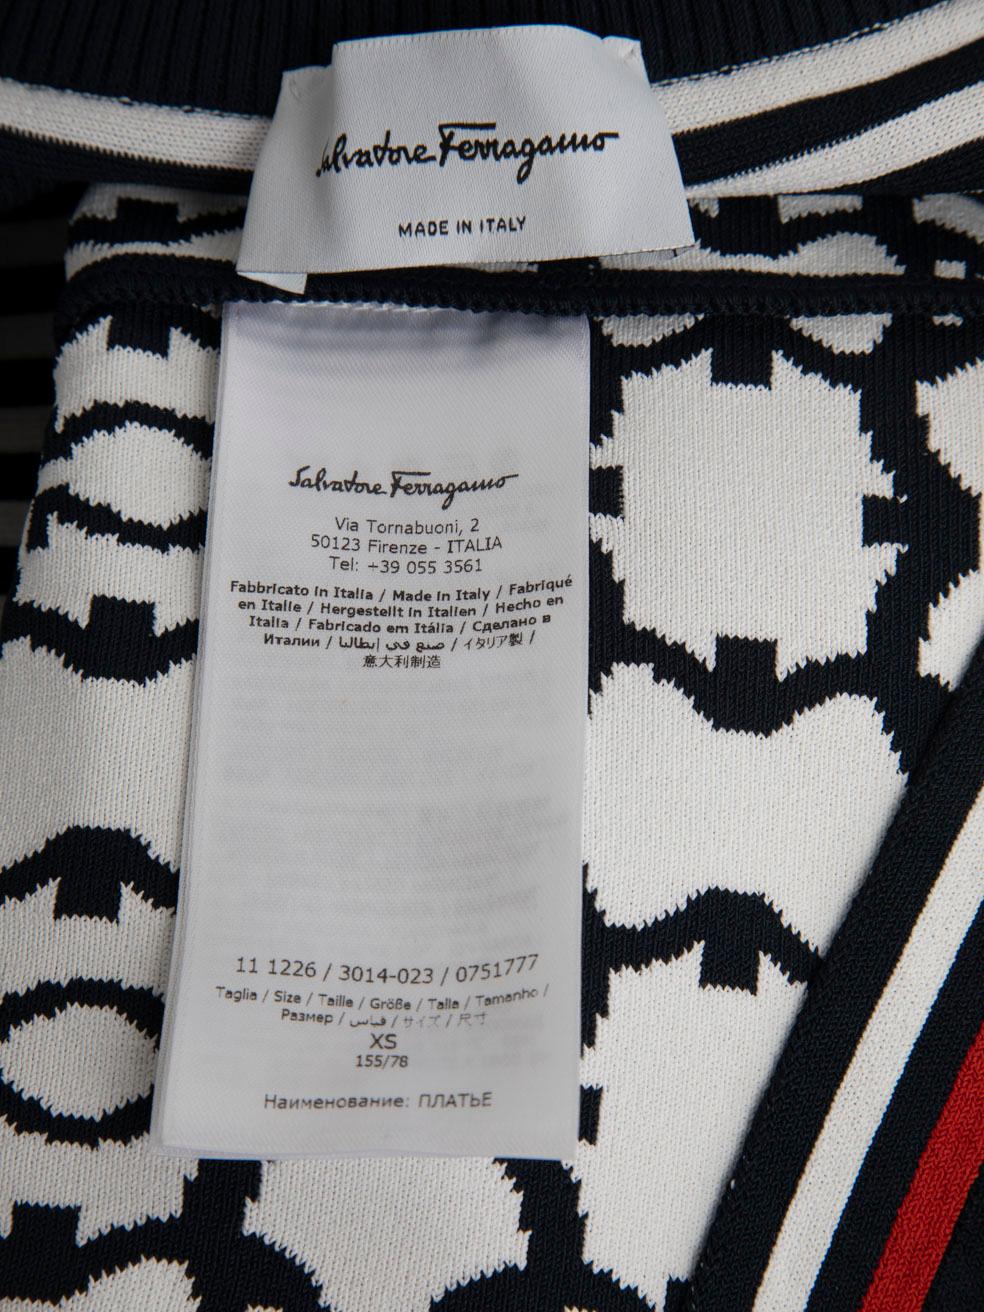 Salvatore Ferragamo
MADE IN ITALY
Salvatore Ferragamo
Via Tornabuoni, 2
50123 Firenze - ITALIA
Tel: +39 055 3561
Fabbricato in Italia / Made in Italy / Fabriqué
en Italie / Hergestellt in Italien / Hecho en
Italia / Fabricado em Itália / Сделано в
Италии / صنع في إيطاليا / イタリア製 /
意大利制造
11 1226 / 3014-023 / 0751777
Taglia / Size / Taille / Größe / Talla / Tamanho /
Размер / قياس / サイズ / 尺寸
XS
155/78
Наименование: ПЛАТЬЕ